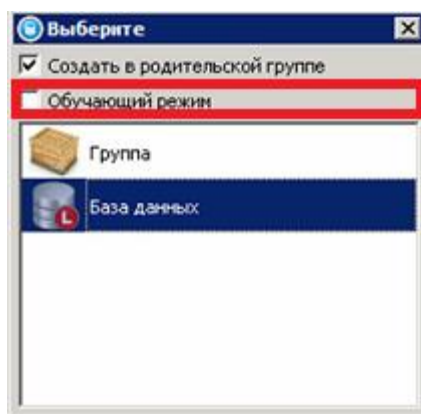 Выберите
Создать в родительской группе
Обучающий режим
Группа
L
База данных